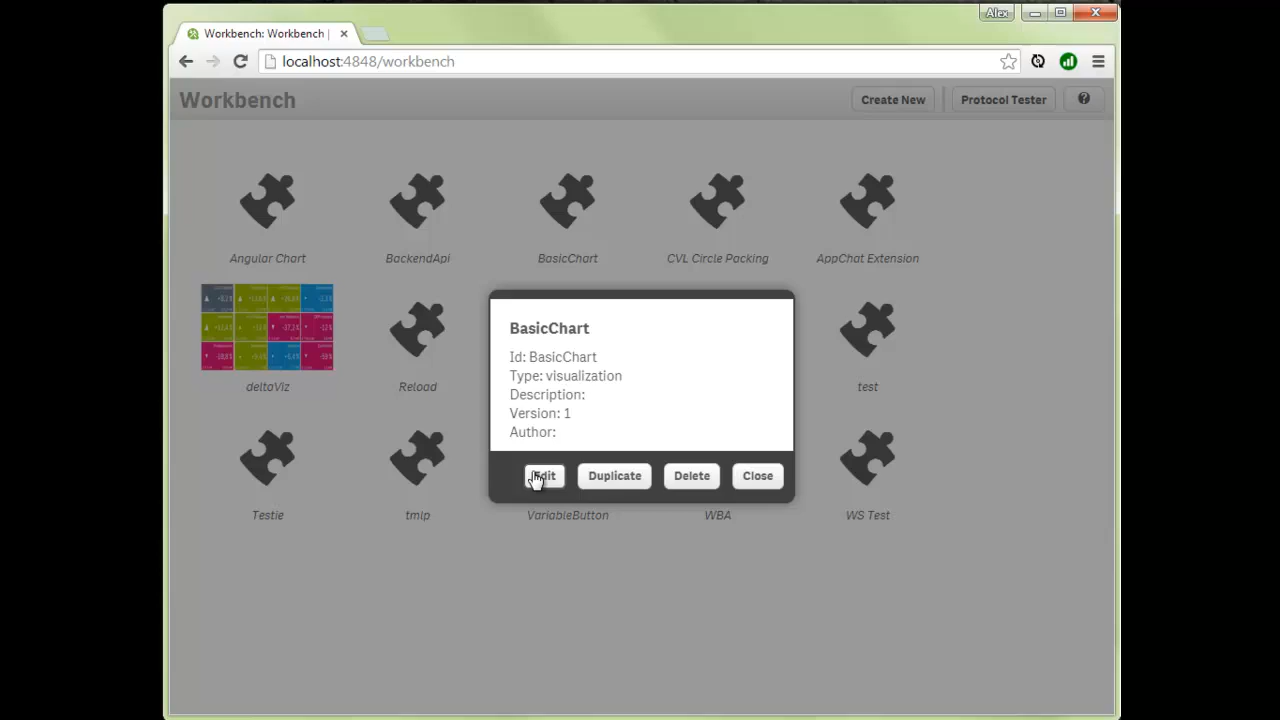 Alex
Workbench: Workbench |
localhost:4848/workbench
Workbench
Create New
Protocol Tester
Angular Chart
BackendApi
BasicChart
CVL Circle Packing
AppChat Extension
deltaViz
Reload
test
BasicChart
Id: BasicChart
Type: visualization
Description:
Version: 1
Author:
Edit
Duplicate
Delete
Close
Testie
tmlp
VariableButton
WBA
WS Test